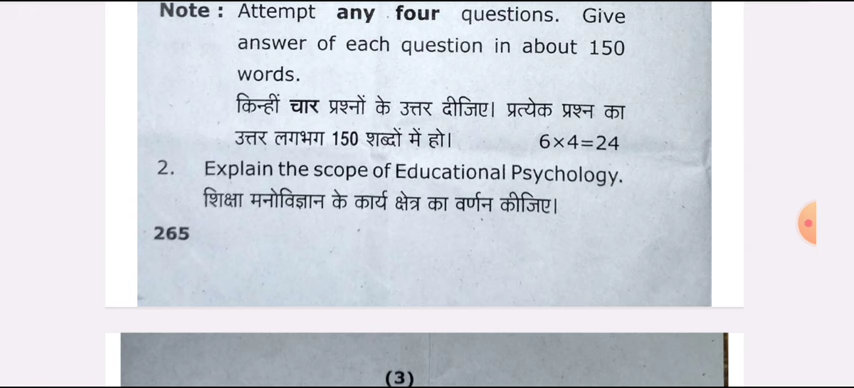 Note : Attempt any four questions. Give
answer of each question in about 150
words.
किन्हीं चार प्रश्नों के उत्तर दीजिए। प्रत्येक प्रश्न का
उत्तर लगभग 150 शब्दों में हो। 6×4=24
2. Explain the scope of Educational Psychology.
शिक्षा मनोविज्ञान के कार्य क्षेत्र का वर्णन कीजिए।
265
(3)